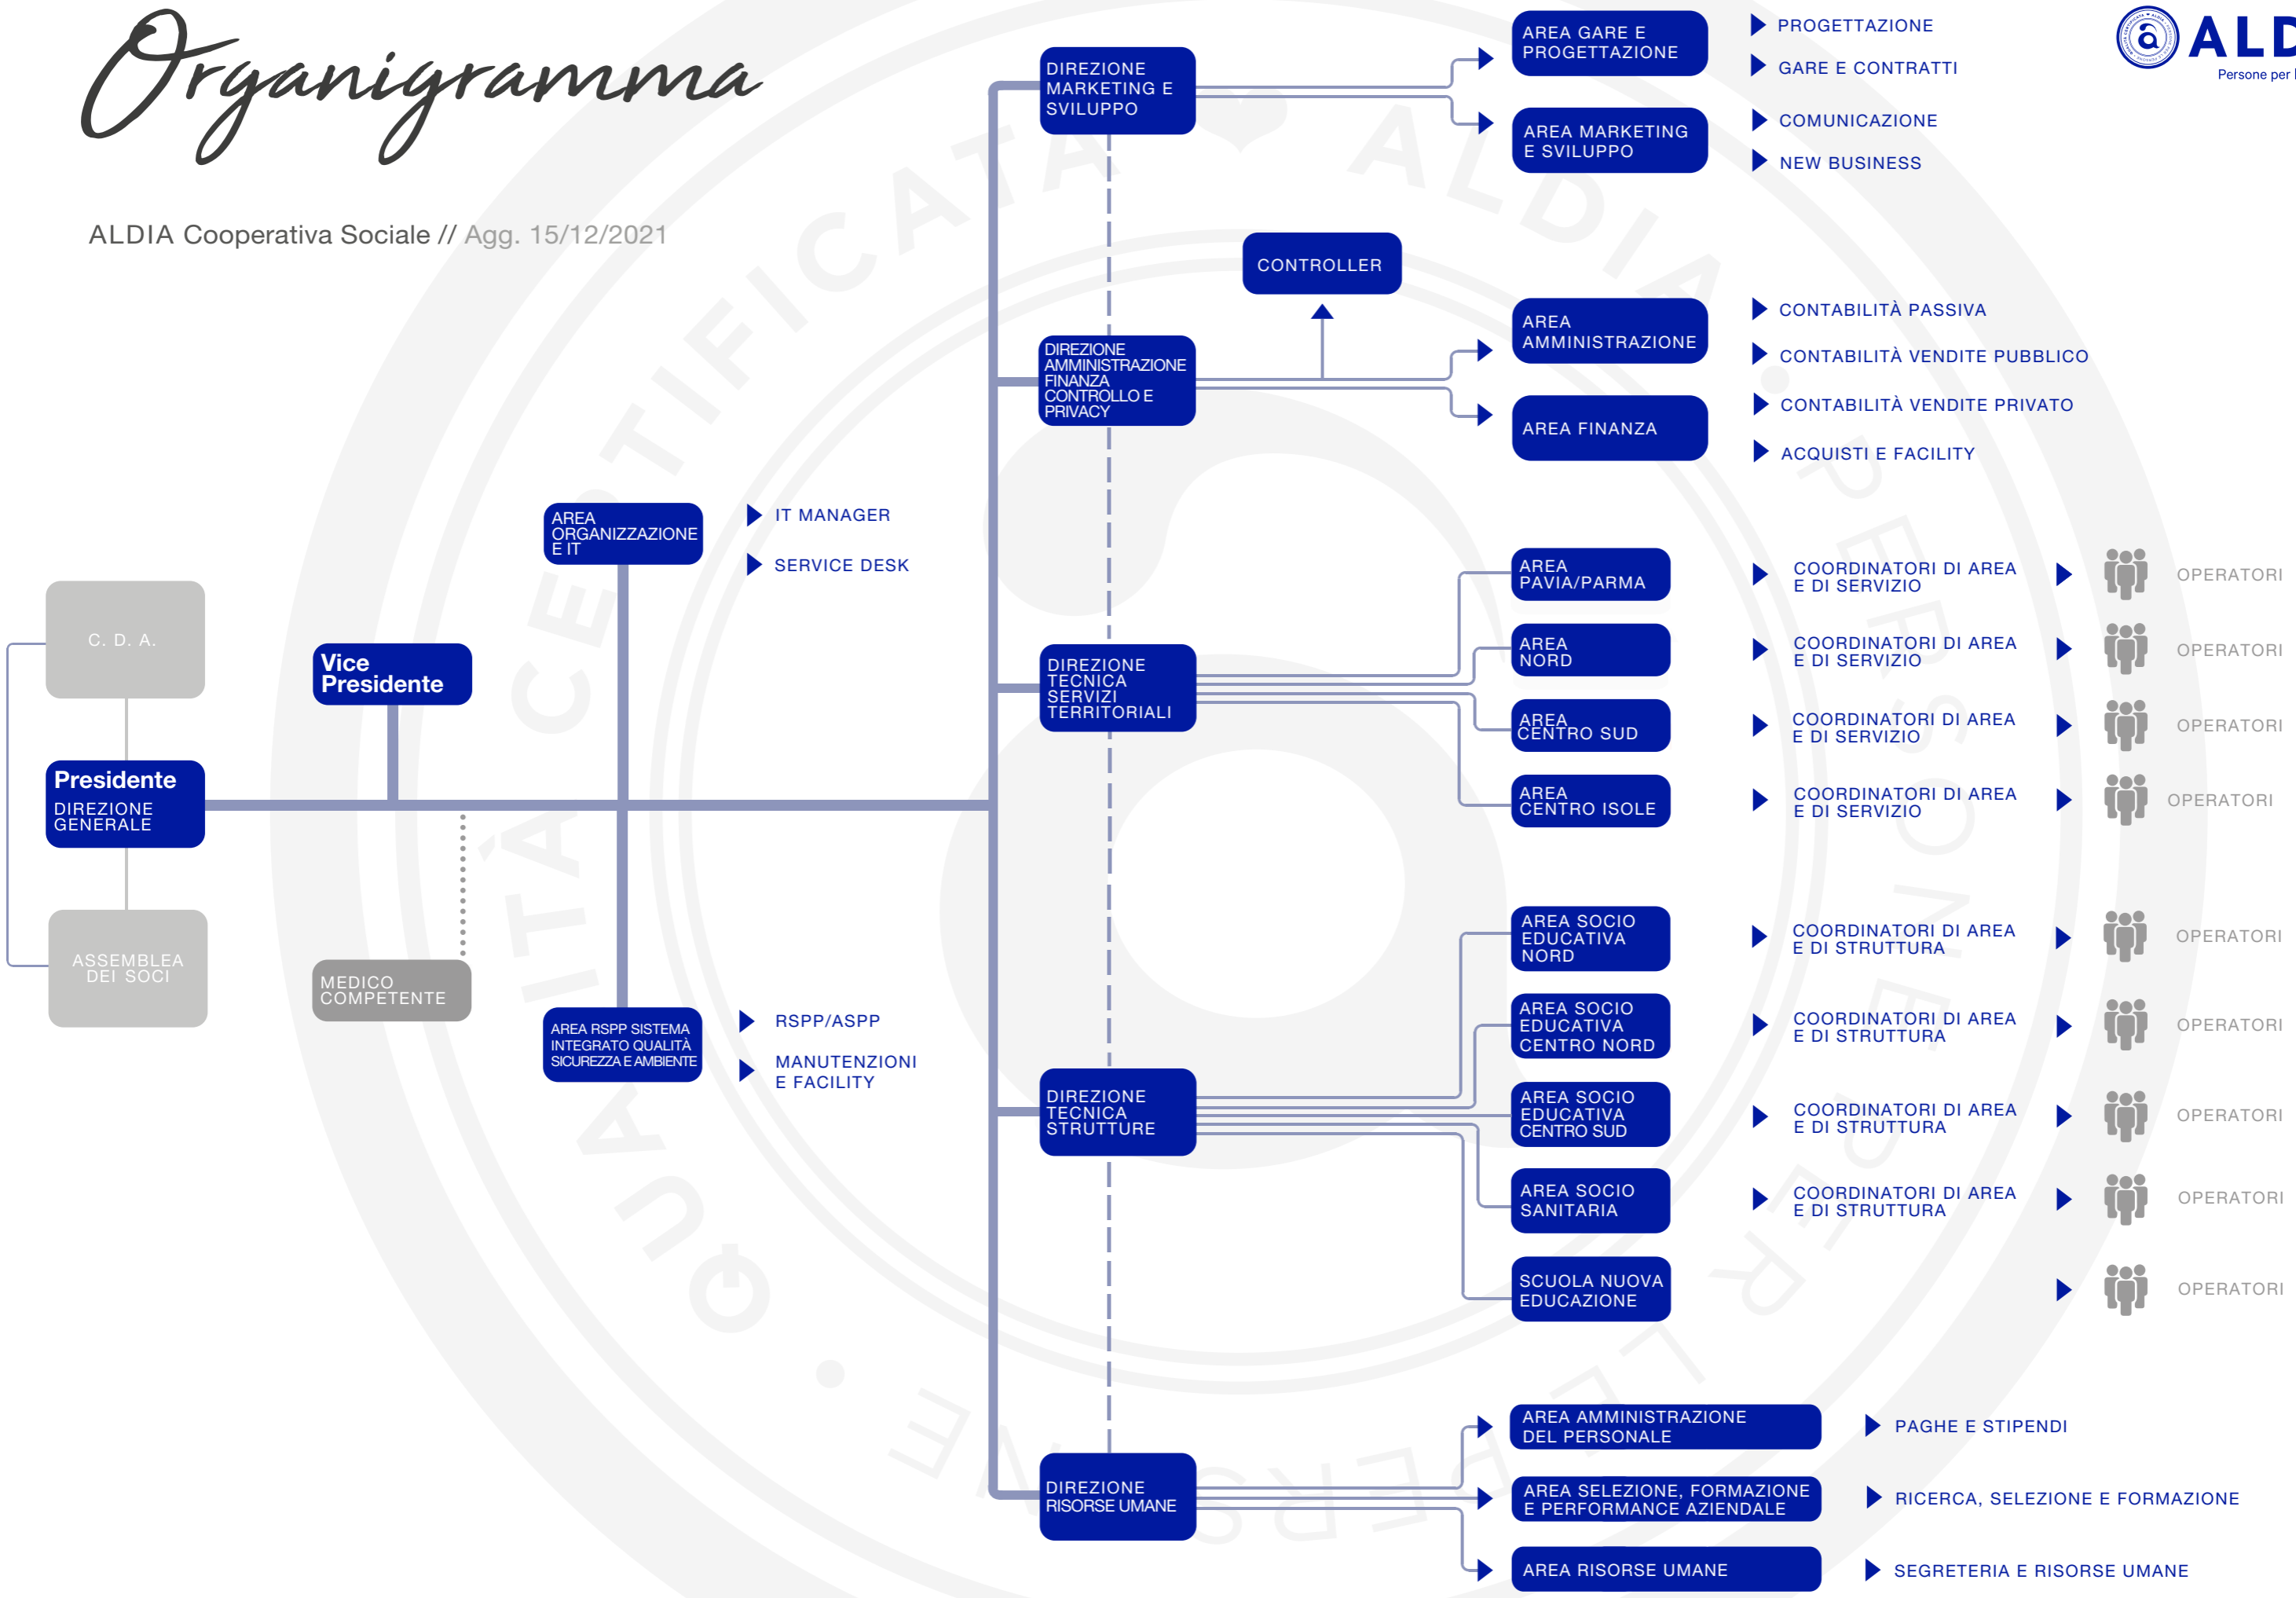 Organigramma
ALDIA Cooperativa Sociale // Agg. 15/12/2021
ALD
Persone per l
C. D. A.
Presidente
DIREZIONE
GENERALE
ASSEMBLEA
DEI SOCI
Vice
Presidente
MEDICO
COMPETENTE
AREA
ORGANIZZAZIONE
E IT
IT MANAGER
SERVICE DESK
AREA RSPP SISTEMA
INTEGRATO QUALITÀ
SICUREZZA E AMBIENTE
RSPP/ASPP
MANUTENZIONI
E FACILITY
DIREZIONE
MARKETING E
SVILUPPO
AREA GARE E
PROGETTAZIONE
PROGETTAZIONE
GARE E CONTRATTI
AREA MARKETING
E SVILUPPO
COMUNICAZIONE
NEW BUSINESS
CONTROLLER
DIREZIONE
AMMINISTRAZIONE
FINANZA
CONTROLLO E
PRIVACY
AREA
AMMINISTRAZIONE
AREA FINANZA
CONTABILITÀ PASSIVA
CONTABILITÀ VENDITE PUBBLICO
CONTABILITÀ VENDITE PRIVATO
ACQUISTI E FACILITY
DIREZIONE
TECNICA
SERVIZI
TERRITORIALI
AREA
PAVIA/PARMA
COORDINATORI DI AREA
E DI SERVIZIO
OPERATORI
AREA
NORD
COORDINATORI DI AREA
E DI SERVIZIO
OPERATORI
AREA
CENTRO SUD
COORDINATORI DI AREA
E DI SERVIZIO
OPERATORI
AREA
CENTRO ISOLE
COORDINATORI DI AREA
E DI SERVIZIO
OPERATORI
DIREZIONE
TECNICA
STRUTTURE
AREA SOCIO
EDUCATIVA
NORD
COORDINATORI DI AREA
E DI STRUTTURA
OPERATORI
AREA SOCIO
EDUCATIVA
CENTRO NORD
COORDINATORI DI AREA
E DI STRUTTURA
OPERATORI
AREA SOCIO
EDUCATIVA
CENTRO SUD
COORDINATORI DI AREA
E DI STRUTTURA
OPERATORI
AREA SOCIO
SANITARIA
COORDINATORI DI AREA
E DI STRUTTURA
OPERATORI
SCUOLA NUOVA
EDUCAZIONE
OPERATORI
DIREZIONE
RISORSE UMANE
AREA AMMINISTRAZIONE
DEL PERSONALE
PAGHE E STIPENDI
AREA SELEZIONE, FORMAZIONE
E PERFORMANCE AZIENDALE
RICERCA, SELEZIONE E FORMAZIONE
AREA RISORSE UMANE
SEGRETERIA E RISORSE UMANE
QUALITÀ CERTIFICATA ALDIA • PERSONE PER LE PERSONE •